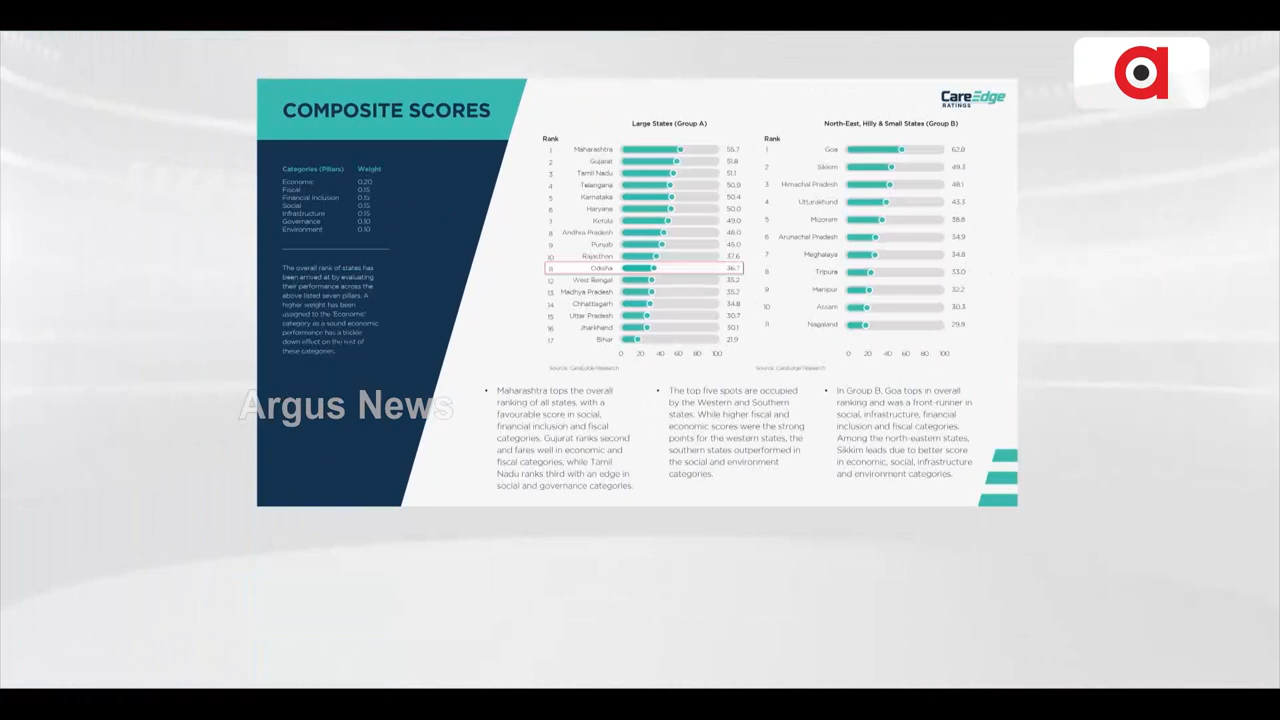 COMPOSITE SCORES
Categories (Pillars) Weight
Economic 0.20
Fiscal 0.15
Financial Inclusion 0.15
Social 0.15
Infrastructure 0.15
Governance 0.10
Environment 0.10
The overall rank of states has
been arrived at by evaluating
their performance across the
above listed seven pillars. A
higher weight has been
assigned to the 'Economic'
category as a sound economic
performance has a trickle
down effect on the rest of
these categories.
CareEdge
RATINGS
Large States (Group A)
Rank
1 Maharashtra 55.7
2 Gujarat 51.8
3 Tamil Nadu 51.1
4 Telangana 50.9
5 Karnataka 50.4
6 Haryana 50.0
7 Kerala 49.0
8 Andhra Pradesh 46.0
9 Punjab 45.0
10 Rajasthan 37.6
11 Odisha 36.7
12 West Bengal 35.2
13 Madhya Pradesh 35.2
14 Chhattisgarh 34.8
15 Uttar Pradesh 30.7
16 Jharkhand 30.1
17 Bihar 21.9
0 20 40 60 80 100
Source: CareEdge Research
North-East, Hilly & Small States (Group B)
Rank
1 Goa 62.8
2 Sikkim 49.3
3 Himachal Pradesh 48.1
4 Uttarakhand 43.3
5 Mizoram 38.8
6 Arunachal Pradesh 34.9
7 Meghalaya 34.8
8 Tripura 33.0
9 Manipur 32.2
10 Assam 30.3
11 Nagaland 29.9
0 20 40 60 80 100
Source: CareEdge Research
• Maharashtra tops the overall
ranking of all states, with a
favourable score in social,
financial inclusion and fiscal
categories. Gujarat ranks second
and fares well in economic and
fiscal categories, while Tamil
Nadu ranks third with an edge in
social and governance categories.
• The top five spots are occupied
by the Western and Southern
states. While higher fiscal and
economic scores were the strong
points for the western states, the
southern states outperformed in
the social and environment
categories.
• In Group B, Goa tops in overall
ranking and was a front-runner in
social, infrastructure, financial
inclusion and fiscal categories.
Among the north-eastern states,
Sikkim leads due to better score
in economic, social, infrastructure
and environment categories.
Argus News
a